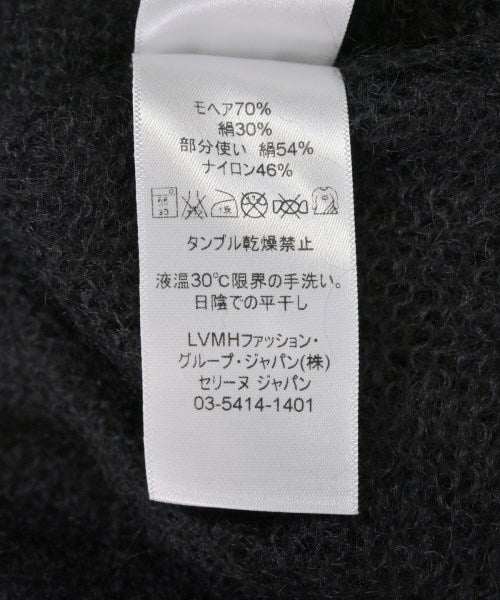 モヘア70%
絹30%
部分使い 絹54%
ナイロン46%
タンブル乾燥禁止
液温30℃限界の手洗い。
日陰での平干し
LVMHファッション・
グループ・ジャパン(株)
セリーヌ ジャパン
03-5414-1401